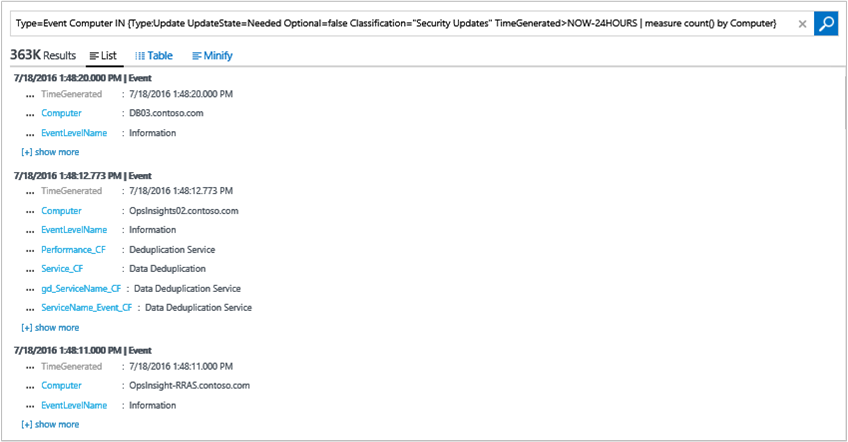 Type=Event Computer IN {Type:Update UpdateState=Needed Optional=false Classification="Security Updates" TimeGenerated>NOW-24HOURS | measure count() by Computer}
363K Results List Table Minify
7/18/2016 1:48:20.000 PM | Event
... TimeGenerated : 7/18/2016 1:48:20.000 PM
... Computer : DB03.contoso.com
... EventLevelName : Information
[+] show more
7/18/2016 1:48:12.773 PM | Event
... TimeGenerated : 7/18/2016 1:48:12.773 PM
... Computer : OpsInsights02.contoso.com
... EventLevelName : Information
... Performance_CF : Deduplication Service
... Service_CF : Data Deduplication
... gd_ServiceName_CF : Data Deduplication Service
... ServiceName_Event_CF : Data Deduplication Service
[+] show more
7/18/2016 1:48:11.000 PM | Event
... TimeGenerated : 7/18/2016 1:48:11.000 PM
... Computer : OpsInsight-RRAS.contoso.com
... EventLevelName : Information
[+] show more